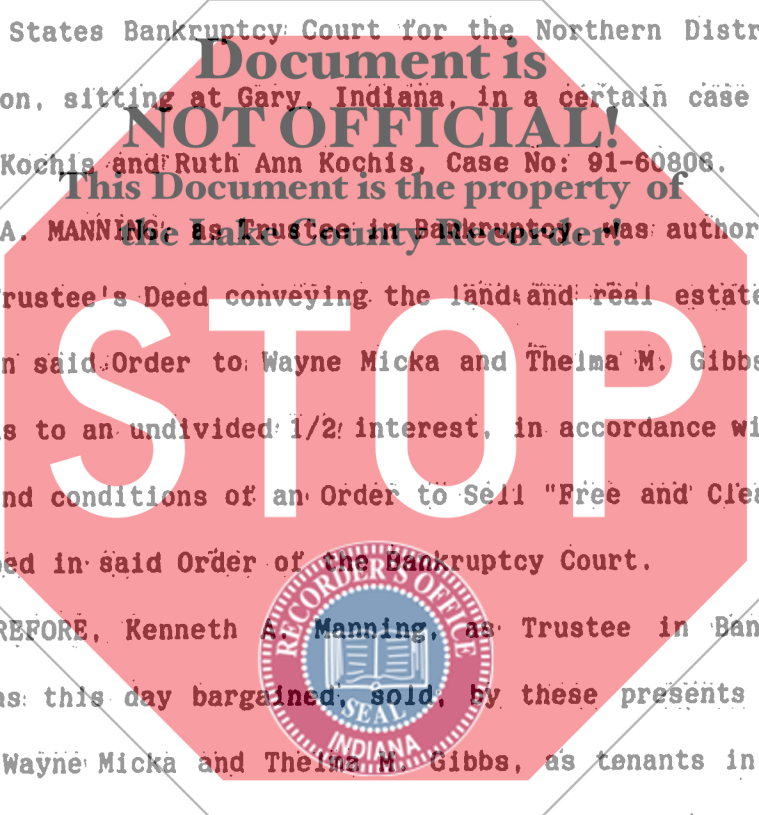 States Bankruptcy Court for the Northern Distr
Document is
on, sitting at Gary, Indiana, in a certain case
NOT OFFICIAL!
Kochis and Ruth Ann Kochis, Case No: 91-60806.
This Document is the property of
A. MANNING, as Trustee in Bankruptcy, was author
the Lake County Recorder!
rustee's Deed conveying the land and real estate
n said Order to Wayne Micka and Thelma M. Gibbs
s to an undivided 1/2 interest, in accordance wi
STOP
nd conditions of an Order to Sell "Free and Clea
ed in said Order of the Bankruptcy Court.
REFORE, Kenneth A. Manning, as Trustee in Ban
RECORDER'S OFFICE
as this day bargained, sold, by these presents
SEAL
INDIANA
Wayne Micka and Thelma M. Gibbs, as tenants in